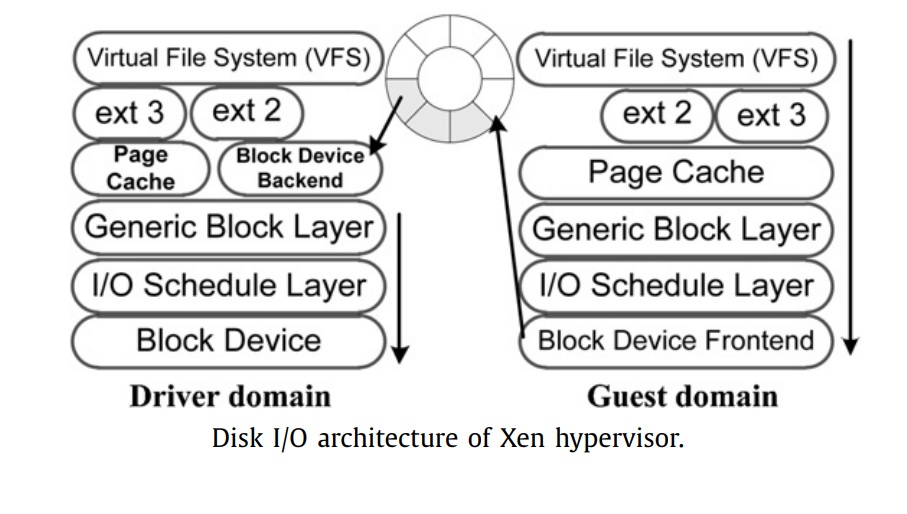 Virtual File System (VFS)
ext 3
ext 2
Page
Cache
Block Device
Backend
Generic Block Layer
I/O Schedule Layer
Block Device
Driver domain
Virtual File System (VFS)
ext 2
ext 3
Page Cache
Generic Block Layer
I/O Schedule Layer
Block Device Frontend
Guest domain
Disk I/O architecture of Xen hypervisor.